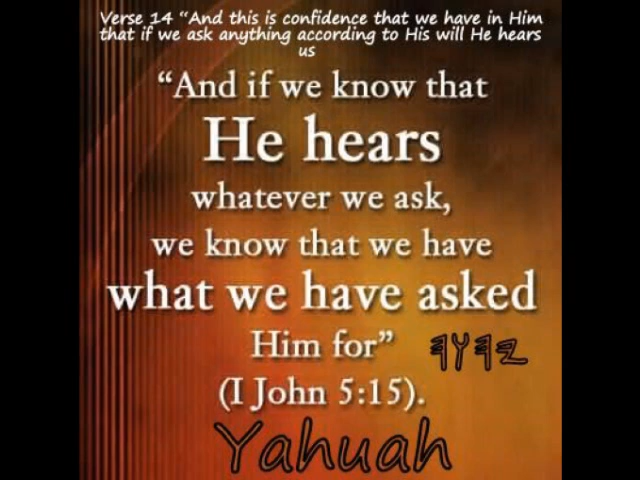 Verse 14 “And this is confidence that we have in Him
that if we ask anything according to His will He hears
us
“And if we know that
He hears
whatever we ask,
we know that we have
what we have asked
Him for” 𐤉𐤄𐤅𐤄
(I John 5:15).
Yahuah